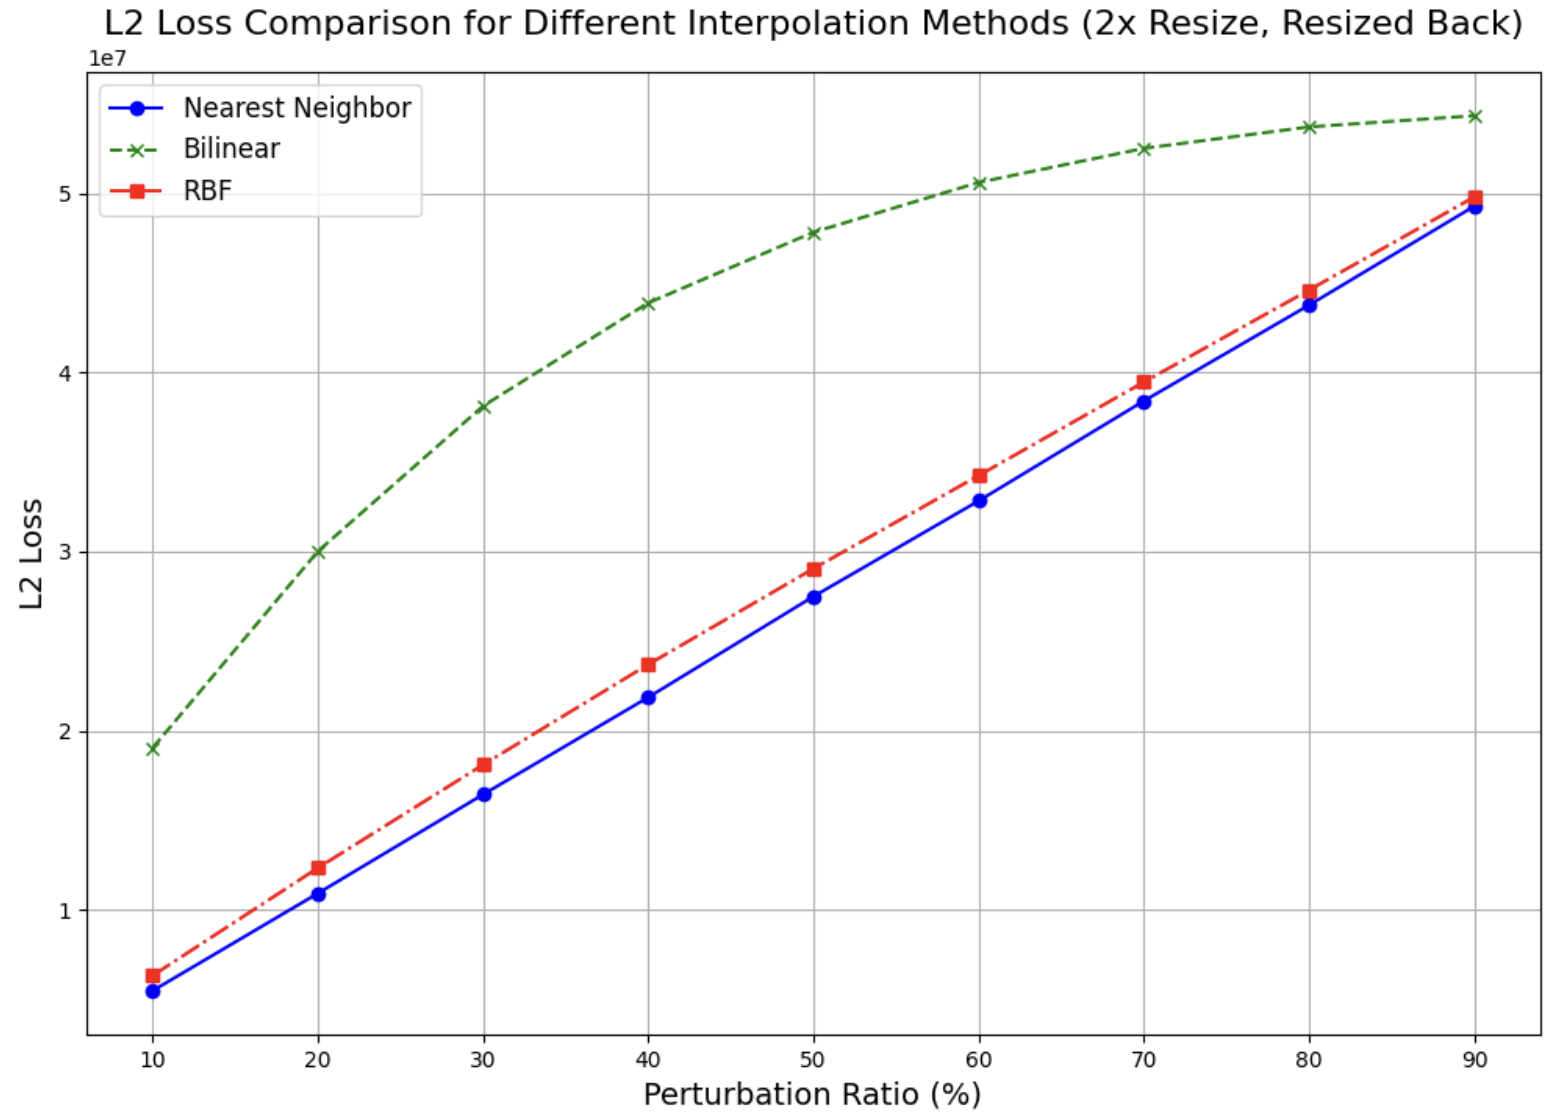 L2 Loss Comparison for Different Interpolation Methods (2x Resize, Resized Back)
1e7
Nearest Neighbor
Bilinear
RBF
5
4
3
2
1
L2 Loss
10 20 30 40 50 60 70 80 90
Perturbation Ratio (%)